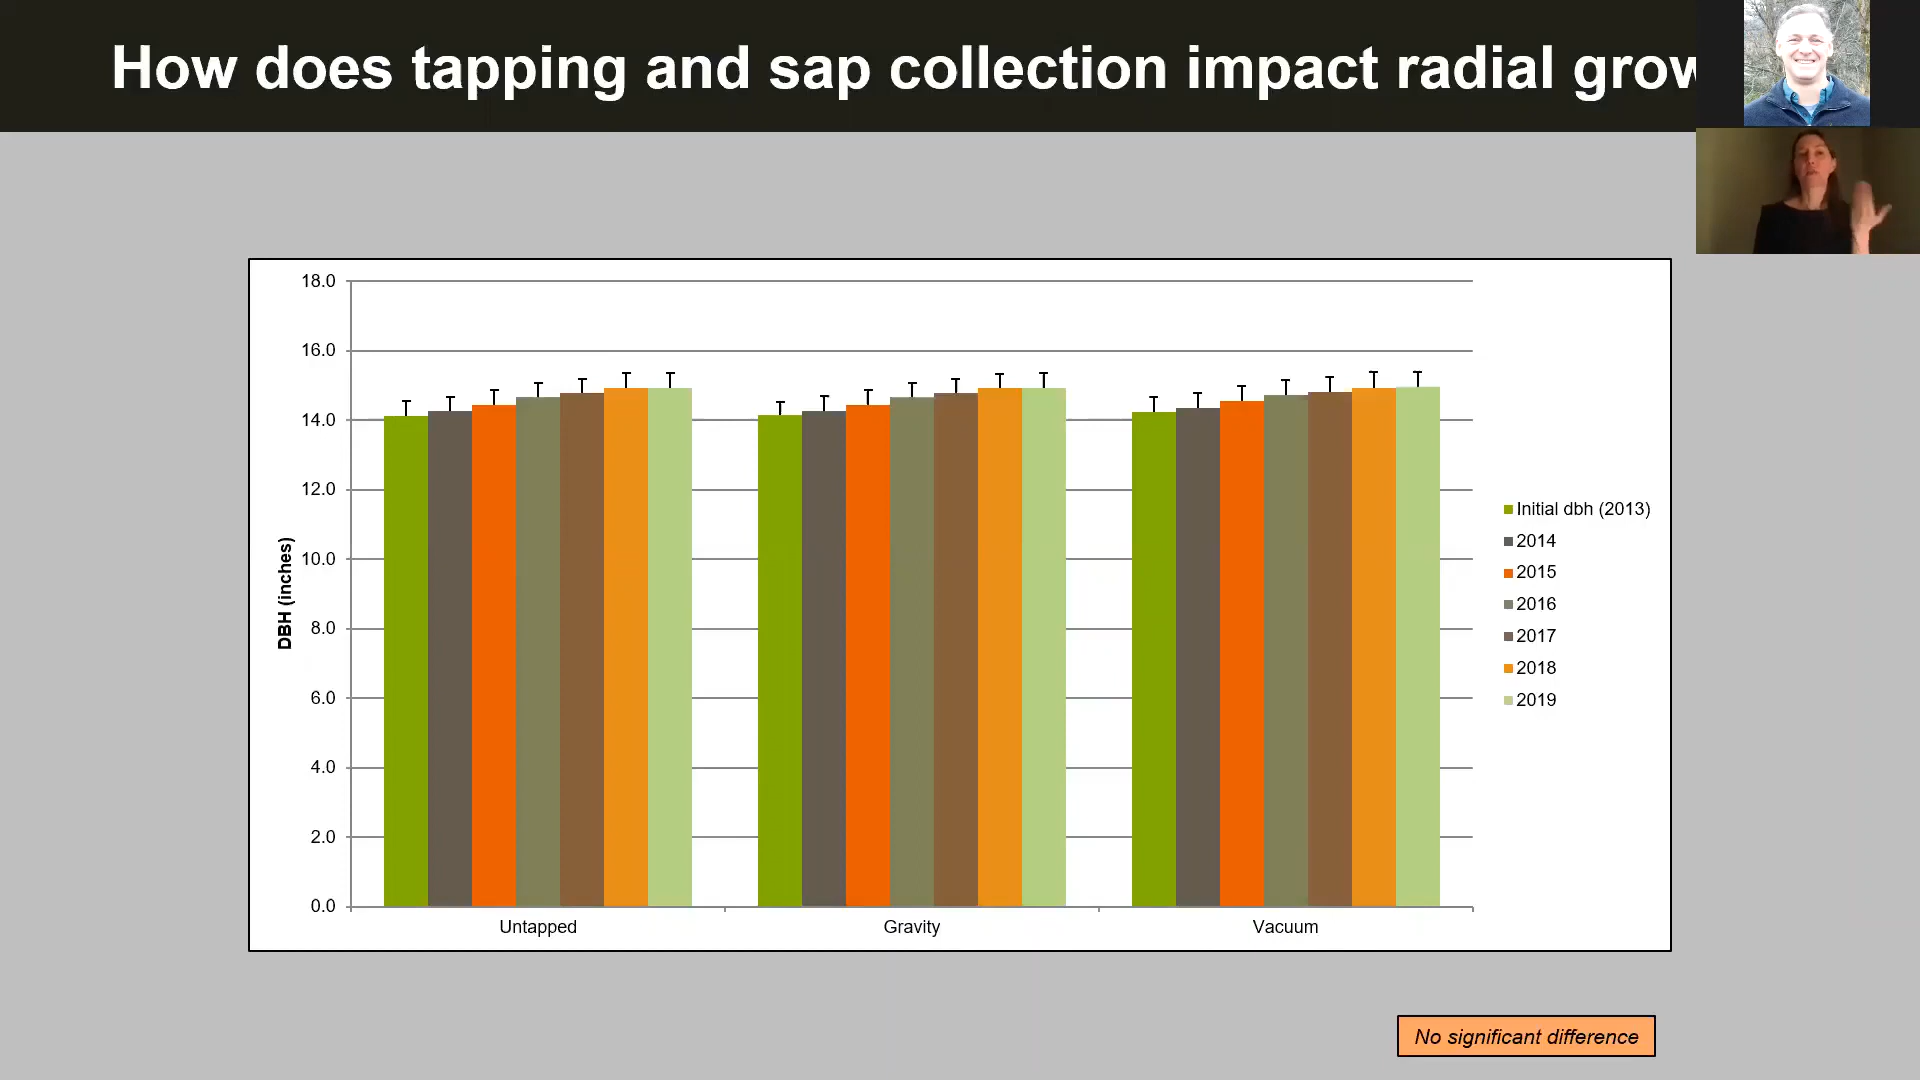 How does tapping and sap collection impact radial grow
18.0
16.0
14.0
12.0
10.0
8.0
6.0
4.0
2.0
0.0
DBH (inches)
Untapped
Gravity
Vacuum
Initial dbh (2013)
2014
2015
2016
2017
2018
2019
No significant difference